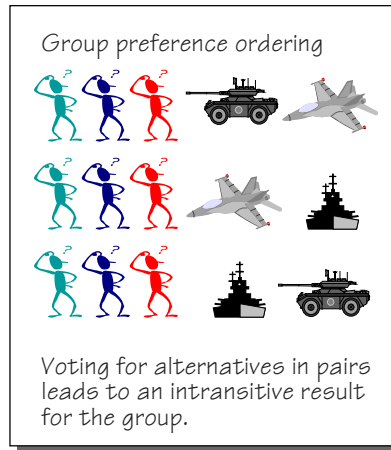 Group preference ordering
? ? ?
? ? ?
? ? ?
Voting for alternatives in pairs
leads to an intransitive result
for the group.